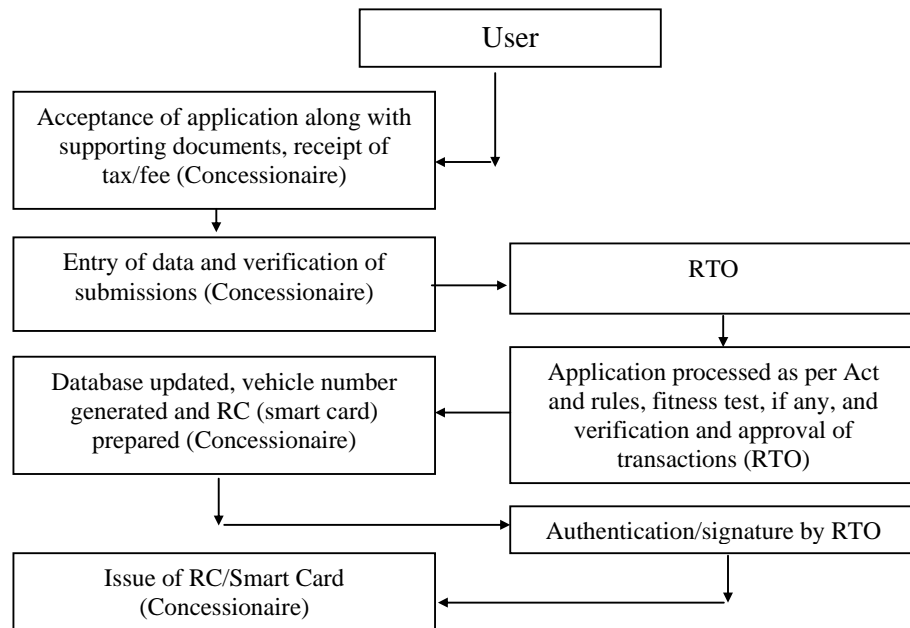 User
Acceptance of application along with
supporting documents, receipt of
tax/fee (Concessionaire)
Entry of data and verification of
submissions (Concessionaire)
RTO
Database updated, vehicle number
generated and RC (smart card)
prepared (Concessionaire)
Application processed as per Act
and rules, fitness test, if any, and
verification and approval of
transactions (RTO)
Authentication/signature by RTO
Issue of RC/Smart Card
(Concessionaire)